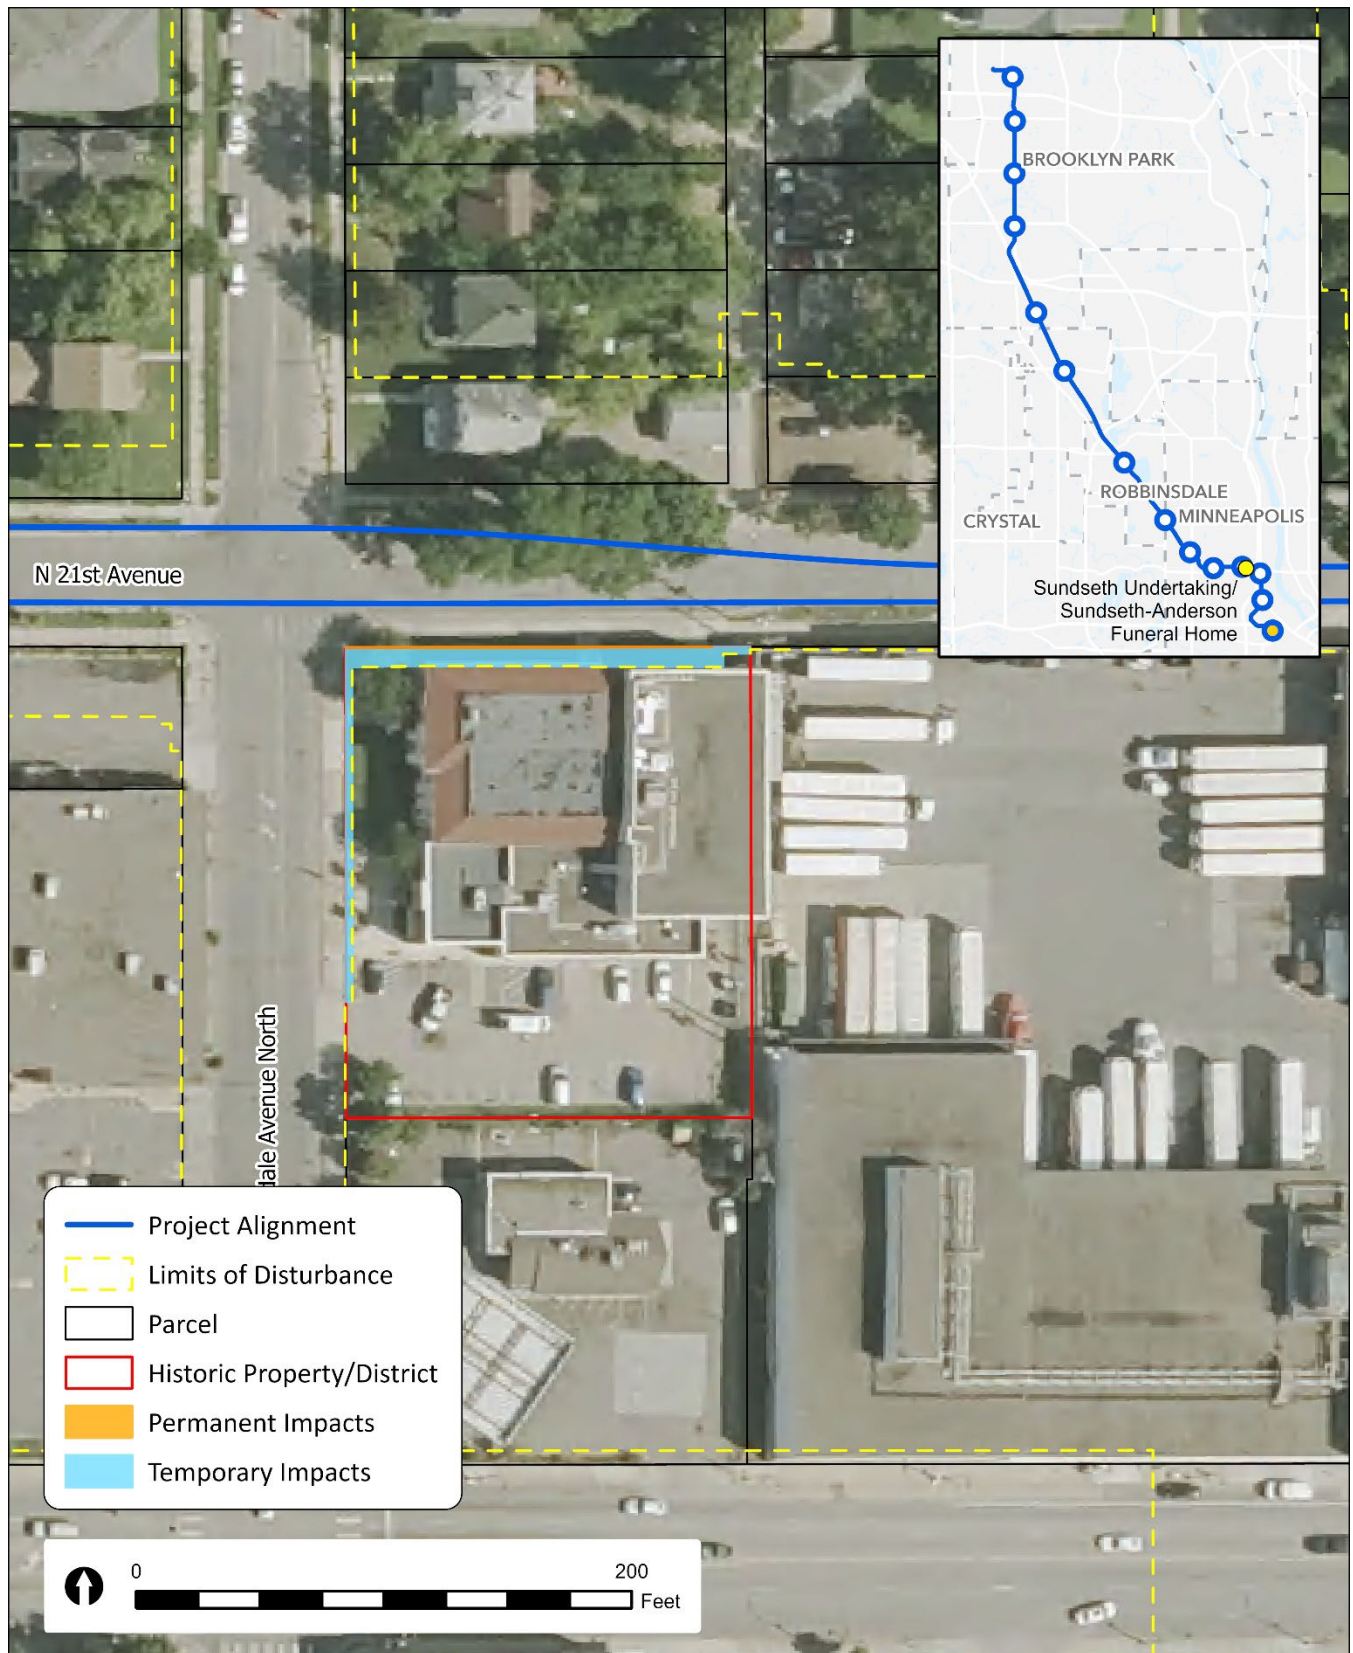 BROOKLYN PARK
ROBBINSDALE
CRYSTAL
MINNEAPOLIS
Sundseth Undertaking/
Sundseth-Anderson
Funeral Home
N 21st Avenue
dale Avenue North
Project Alignment
Limits of Disturbance
Parcel
Historic Property/District
Permanent Impacts
Temporary Impacts
0
200
Feet